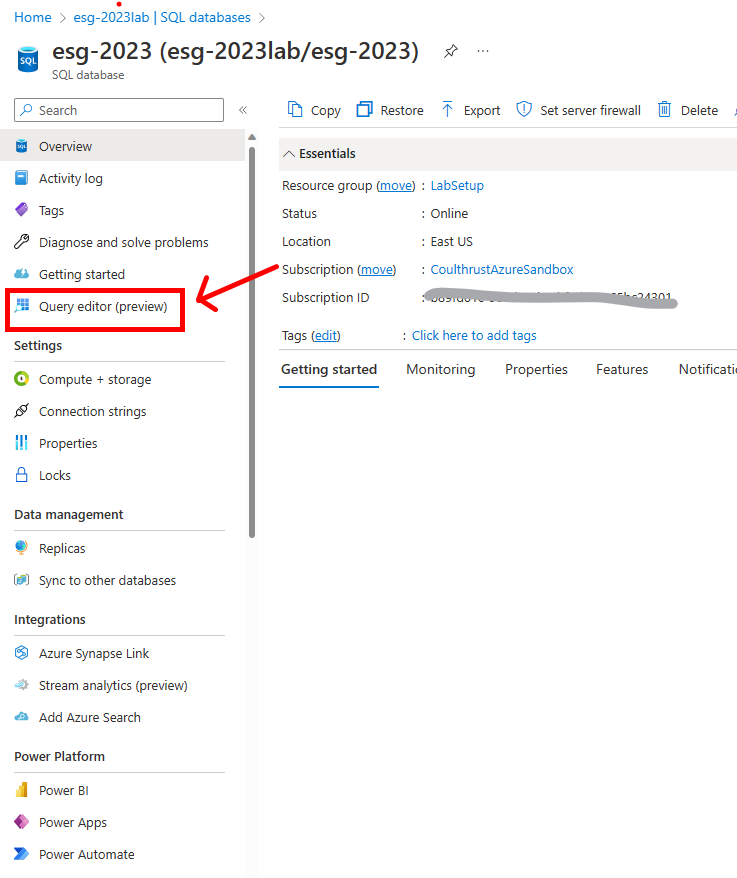 Home > esg-2023lab | SQL databases >
esg-2023 (esg-2023lab/esg-2023)
SQL
SQL database
Search
Copy Restore Export Set server firewall Delete
Overview
Activity log
Tags
Diagnose and solve problems
Getting started
Query editor (preview)
Settings
Compute + storage
Connection strings
Properties
Locks
Data management
Replicas
Sync to other databases
Integrations
Azure Synapse Link
Stream analytics (preview)
Add Azure Search
Power Platform
Power BI
Power Apps
Power Automate
Essentials
Resource group (move) : LabSetup
Status : Online
Location : East US
Subscription (move) : CoulthrustAzureSandbox
Subscription ID :
Tags (edit) : Click here to add tags
Getting started Monitoring Properties Features Notificati